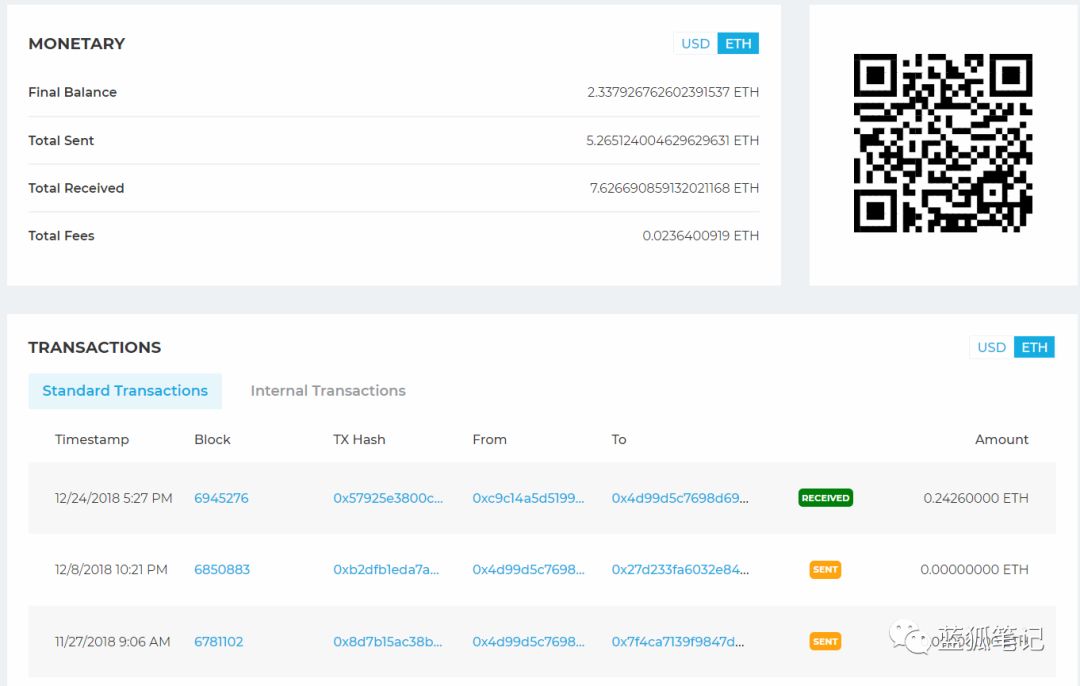 MONETARY
USD ETH
Final Balance 2.337926762602391537 ETH
Total Sent 5.265124004629629631 ETH
Total Received 7.626690859132021168 ETH
Total Fees 0.0236400919 ETH
TRANSACTIONS
USD ETH
Standard Transactions Internal Transactions
Timestamp Block TX Hash From To Amount
12/24/2018 5:27 PM 6945276 0x57925e3800c... 0xc9c14a5d5199... 0x4d99d5c7698d69... RECEIVED 0.24260000 ETH
12/8/2018 10:21 PM 6850883 0xb2dfb1eda7a... 0x4d99d5c7698... 0x27d233fa6032e84... SENT 0.00000000 ETH
11/27/2018 9:06 AM 6781102 0x8d7b15ac38b... 0x4d99d5c7698... 0x7f4ca7139f9847d... SENT
蓝狐笔记